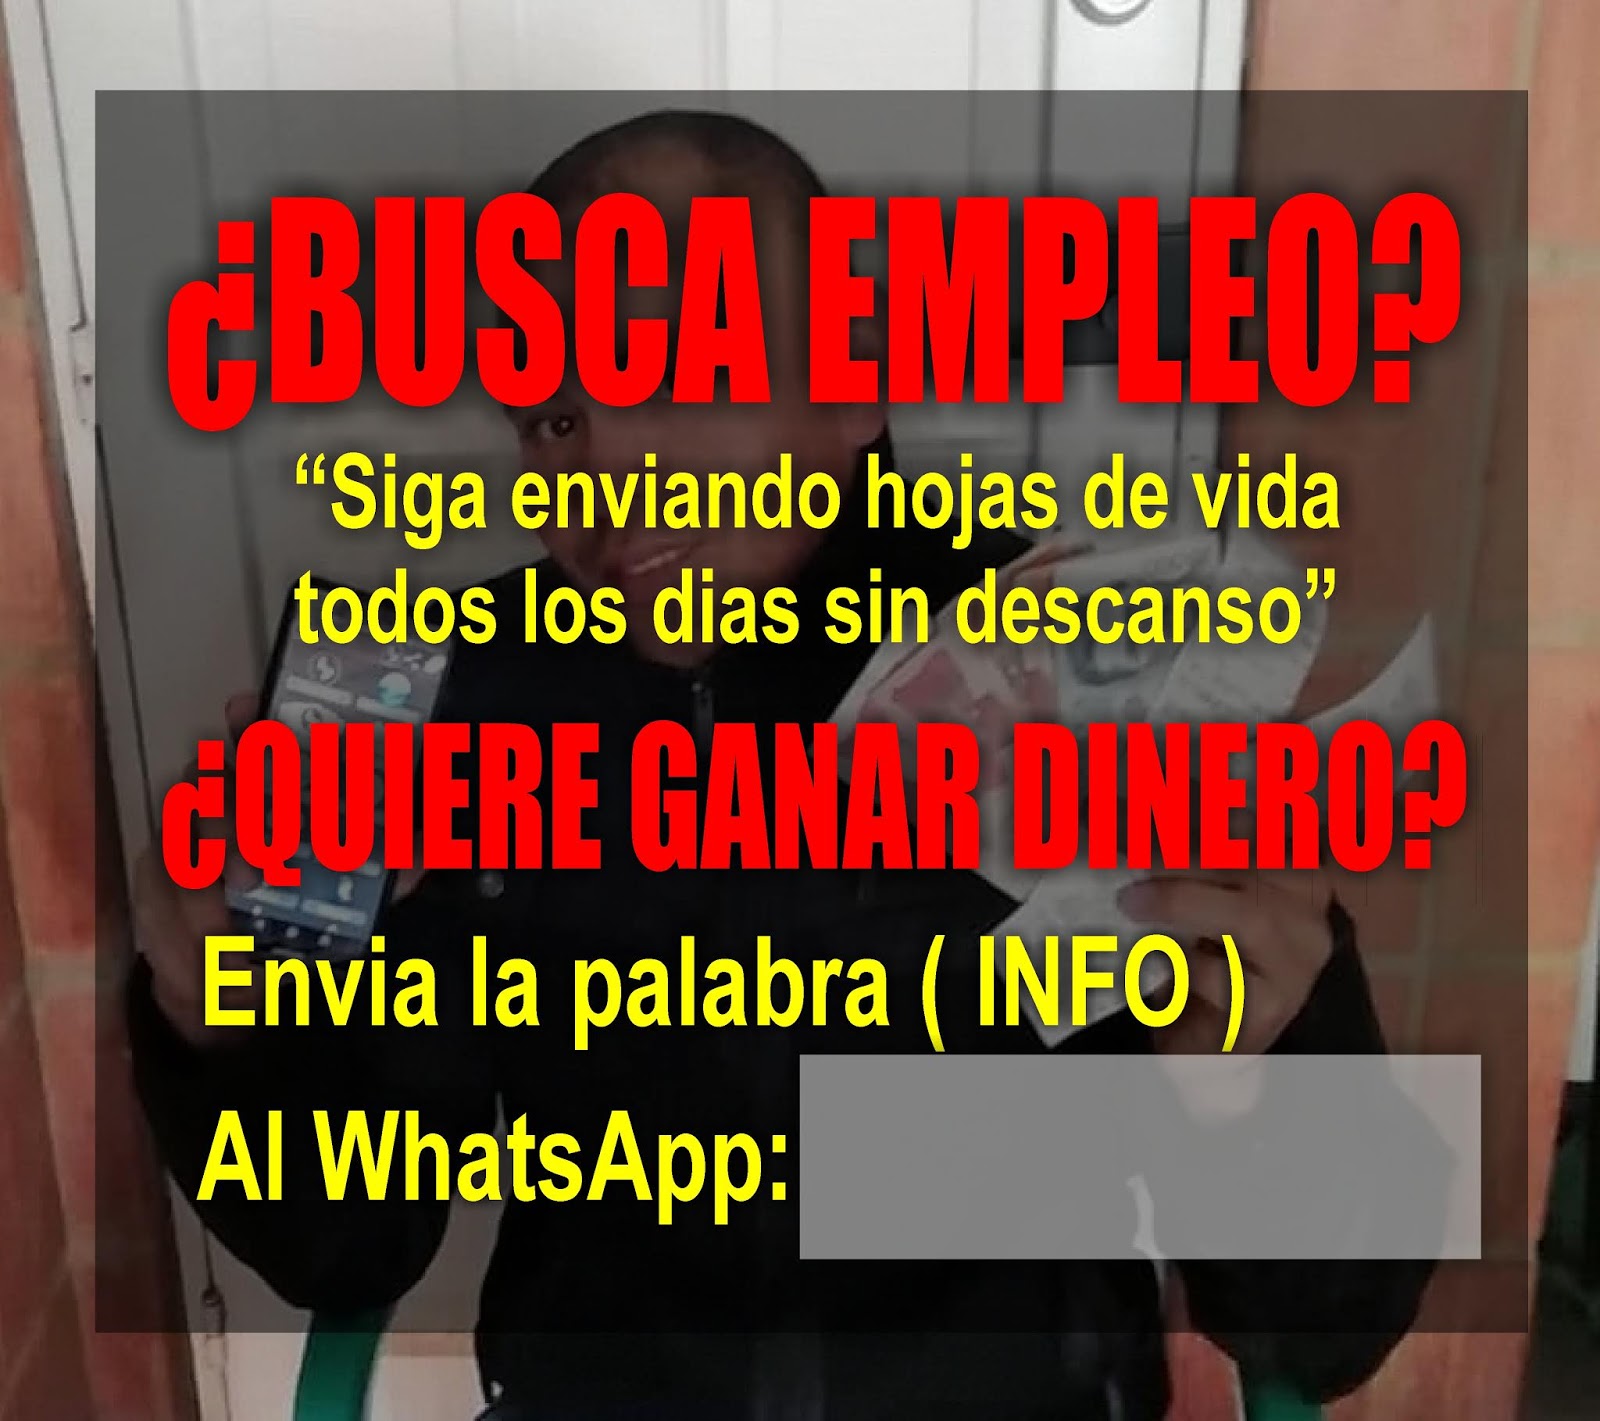 ¿BUSCA EMPLEO?
“Siga enviando hojas de vida
todos los dias sin descanso”
¿QUIERE GANAR DINERO?
Envia la palabra ( INFO )
Al WhatsApp: